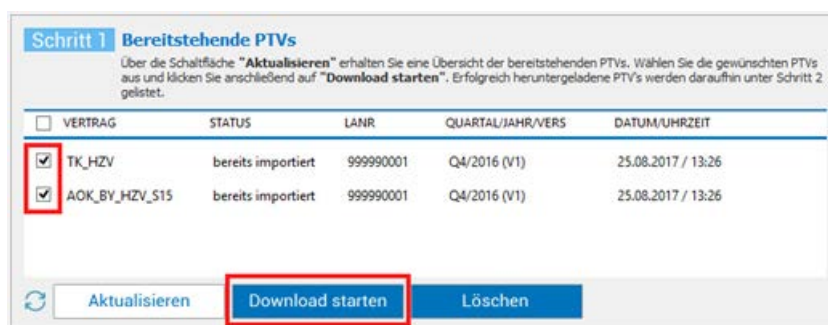 Schritt 1 Bereitstehende PTVs
Über die Schaltfläche "Aktualisieren" erhalten Sie eine Übersicht der bereitstehenden PTVs. Wählen Sie die gewünschten PTVs
aus und klicken Sie anschließend auf "Download starten". Erfolgreich heruntergeladene PTV's werden daraufhin unter Schritt 2
gelistet.
VERTRAG STATUS LANR QUARTAL/JAHR/VERS DATUM/UHRZEIT
TK_HZV bereits importiert 999990001 Q4/2016 (V1) 25.08.2017 / 13:26
AOK_BY_HZV_S15 bereits importiert 999990001 Q4/2016 (V1) 25.08.2017 / 13:26
Aktualisieren Download starten Löschen